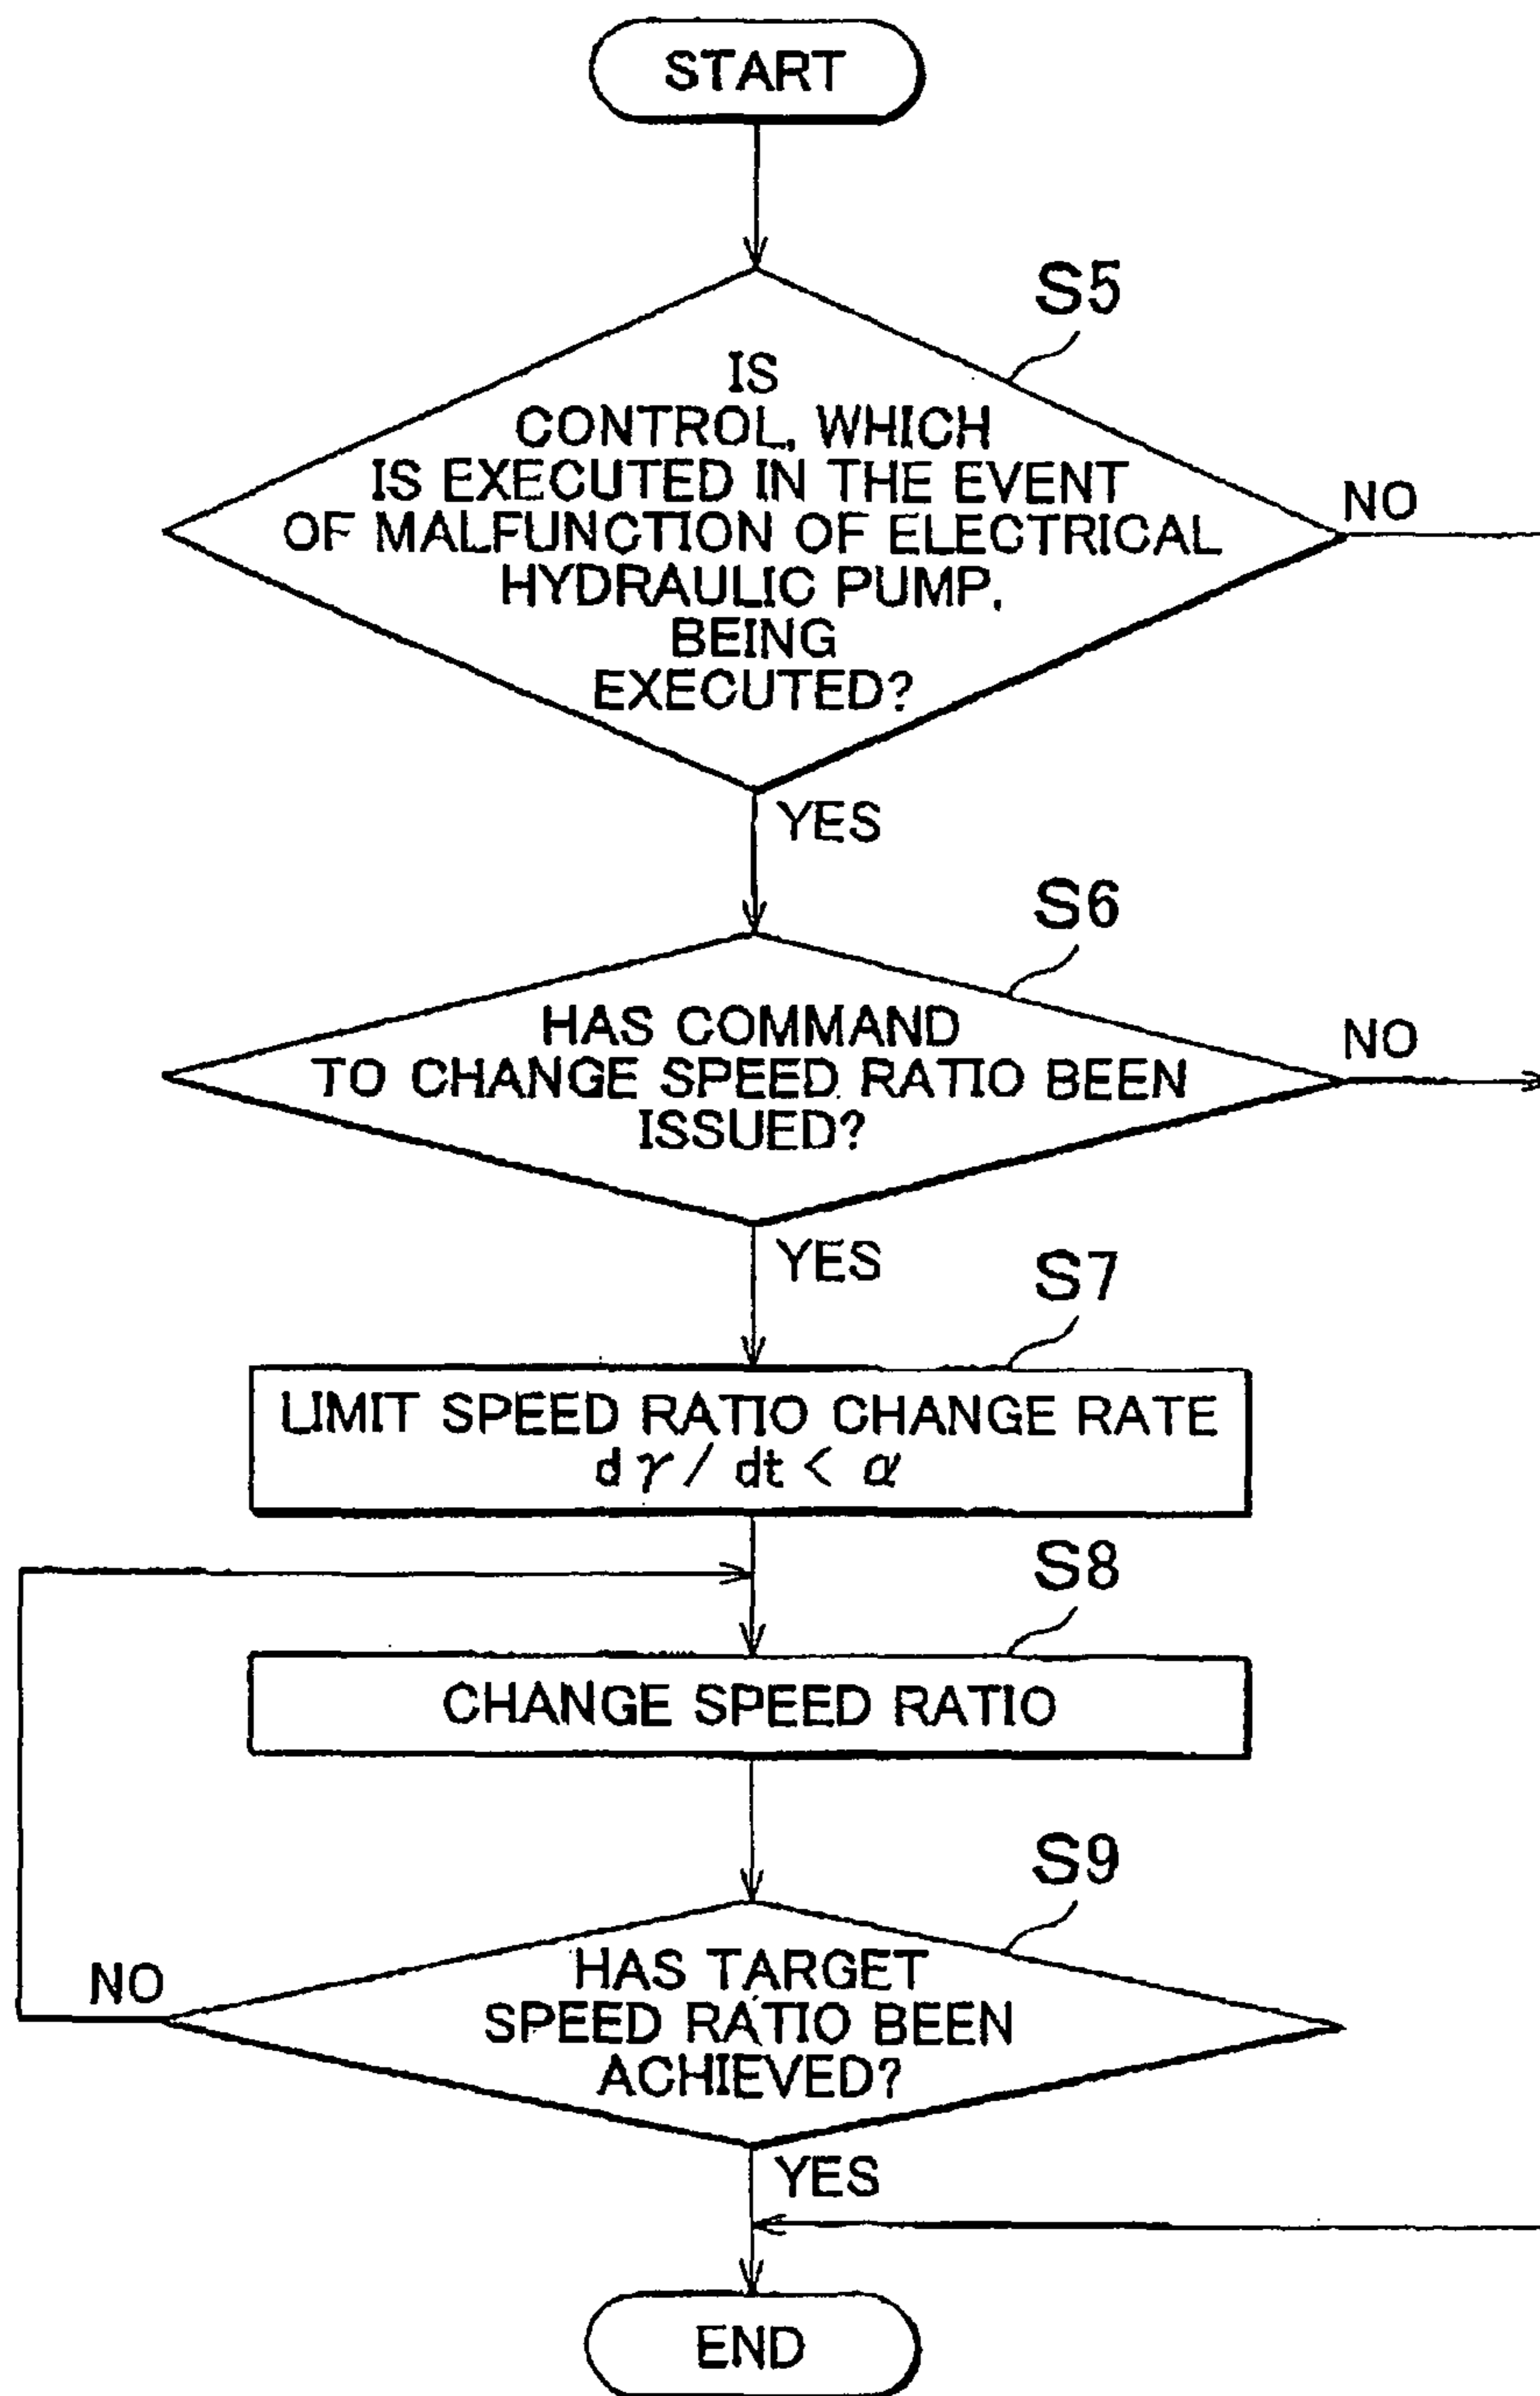 START
S5
IS
CONTROL, WHICH
IS EXECUTED IN THE EVENT
OF MALFUNCTION OF ELECTRICAL
HYDRAULIC PUMP,
BEING
EXECUTED?
NO
YES
S6
HAS COMMAND
TO CHANGE SPEED RATIO BEEN
ISSUED?
NO
YES
S7
LIMIT SPEED RATIO CHANGE RATE
dγ/dt < α
S8
CHANGE SPEED RATIO
S9
HAS TARGET
SPEED RATIO BEEN
ACHIEVED?
NO
YES
END